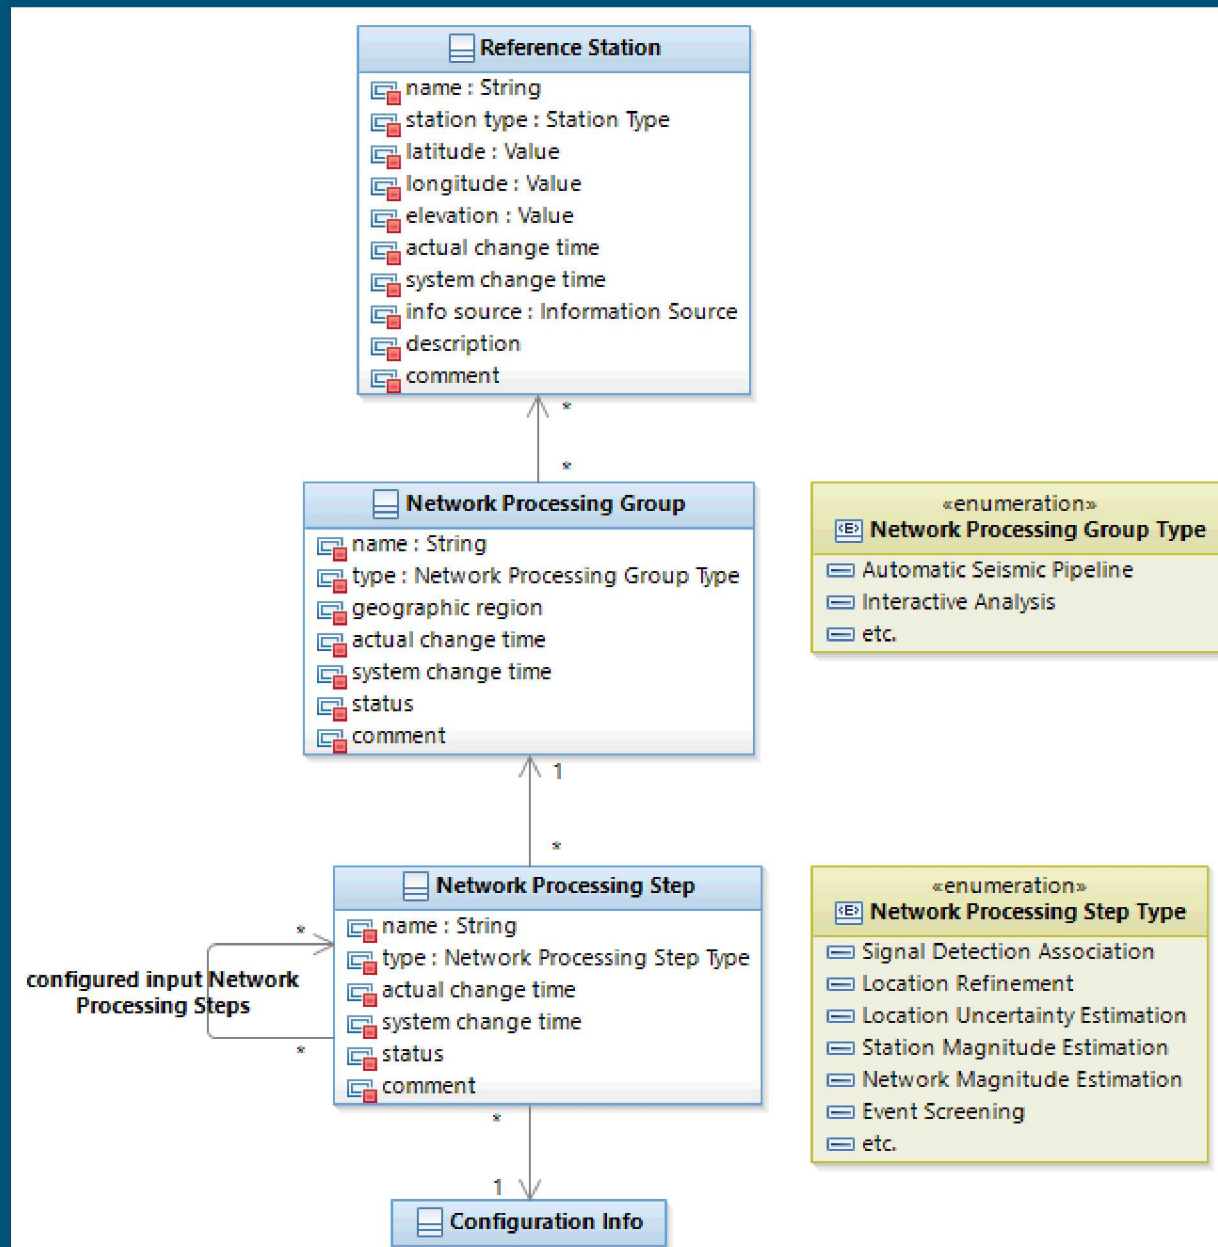 Reference Station
name : String
station type : Station Type
latitude : Value
longitude : Value
elevation : Value
actual change time
system change time
info source : Information Source
description
comment
*
*
Network Processing Group
name : String
type : Network Processing Group Type
geographic region
actual change time
system change time
status
comment
«enumeration»
Network Processing Group Type
Automatic Seismic Pipeline
Interactive Analysis
etc.
1
*
Network Processing Step
name : String
type : Network Processing Step Type
actual change time
system change time
status
comment
*
configured input Network
Processing Steps
*
«enumeration»
Network Processing Step Type
Signal Detection Association
Location Refinement
Location Uncertainty Estimation
Station Magnitude Estimation
Network Magnitude Estimation
Event Screening
etc.
*
1
Configuration Info